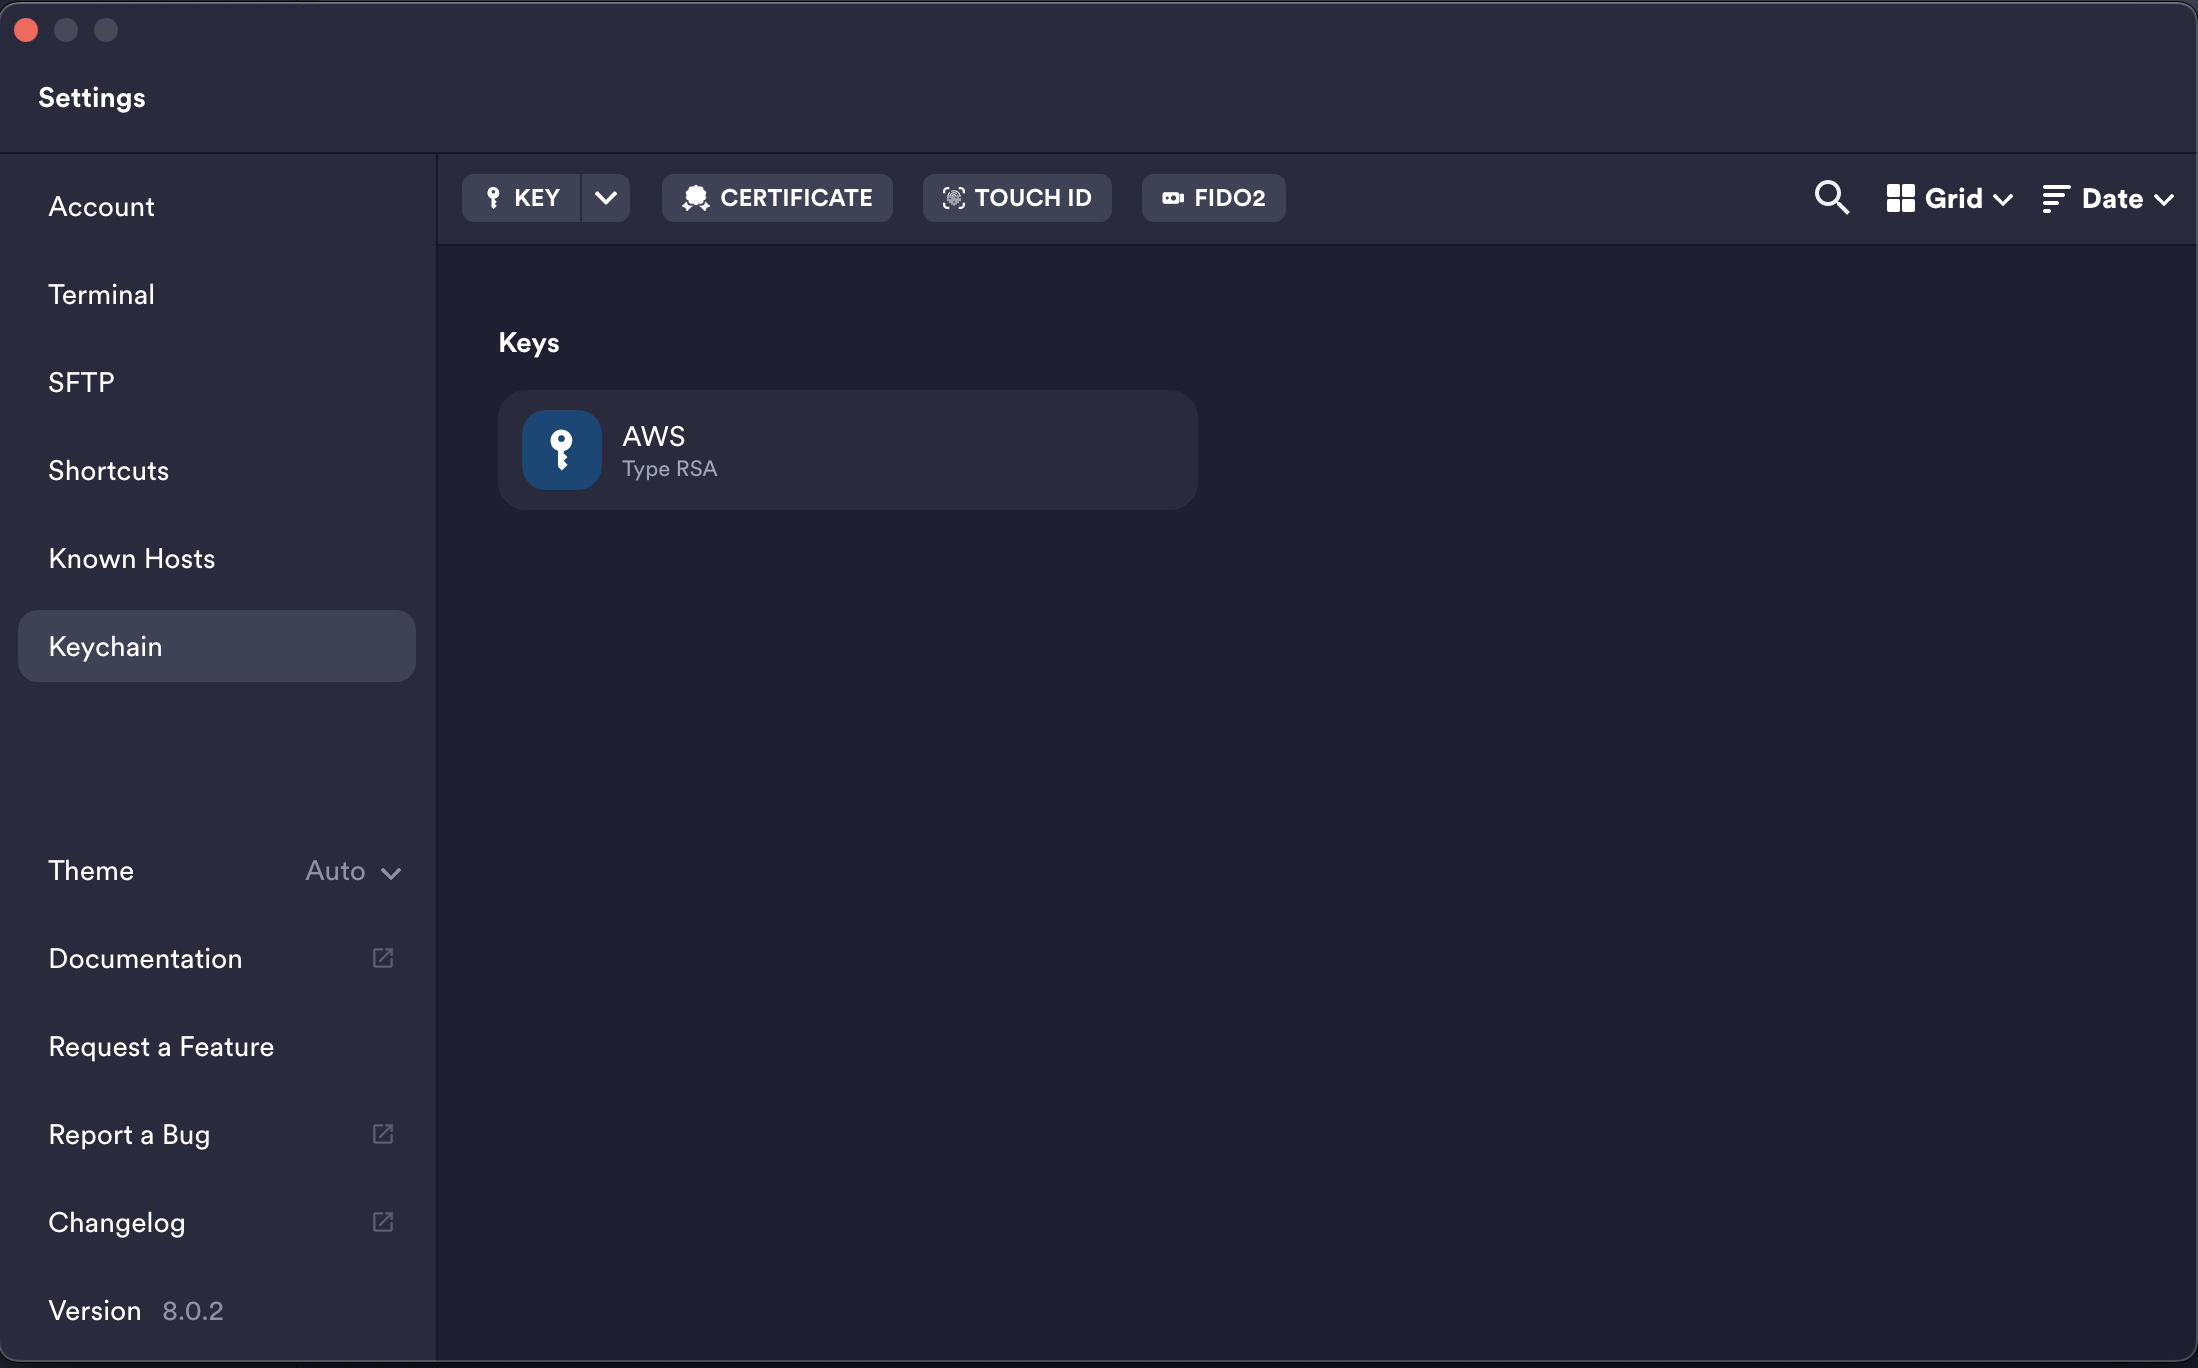 Settings
Account
Terminal
SFTP
Shortcuts
Known Hosts
Keychain
Theme Auto
Documentation
Request a Feature
Report a Bug
Changelog
Version 8.0.2
KEY CERTIFICATE TOUCH ID FIDO2 Grid Date
Keys
AWS
Type RSA